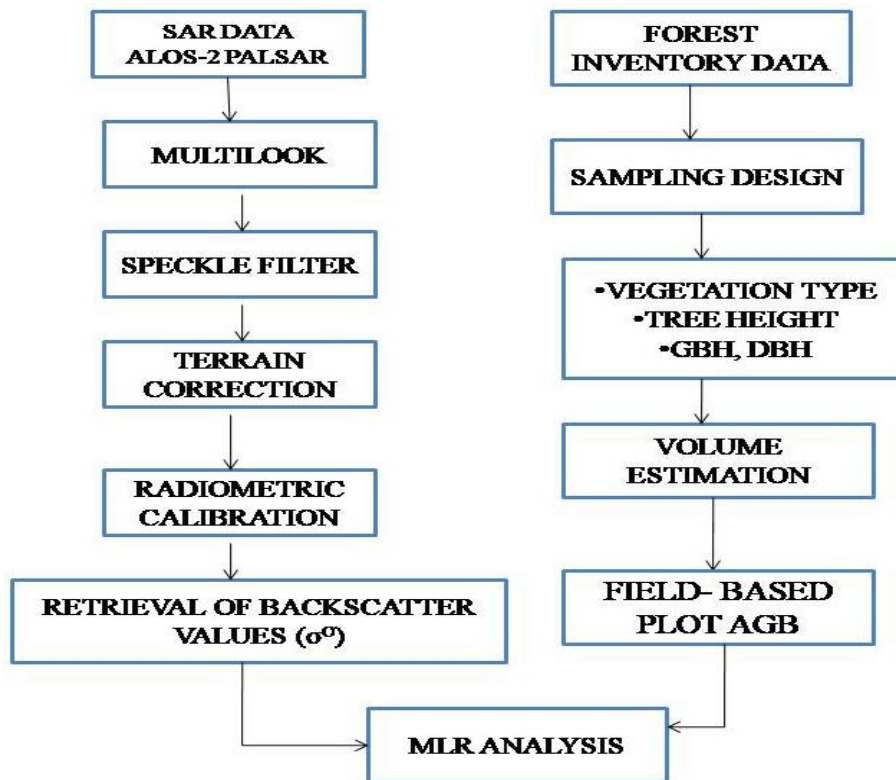 SAR DATA
ALOS-2 PALSAR
MULTILOOK
SPECKLE FILTER
TERRAIN
CORRECTION
RADIOMETRIC
CALIBRATION
RETRIEVAL OF BACKSCATTER
VALUES (σ⁰)
FOREST
INVENTORY DATA
SAMPLING DESIGN
•VEGETATION TYPE
•TREE HEIGHT
•GBH, DBH
VOLUME
ESTIMATION
FIELD- BASED
PLOT AGB
MLR ANALYSIS